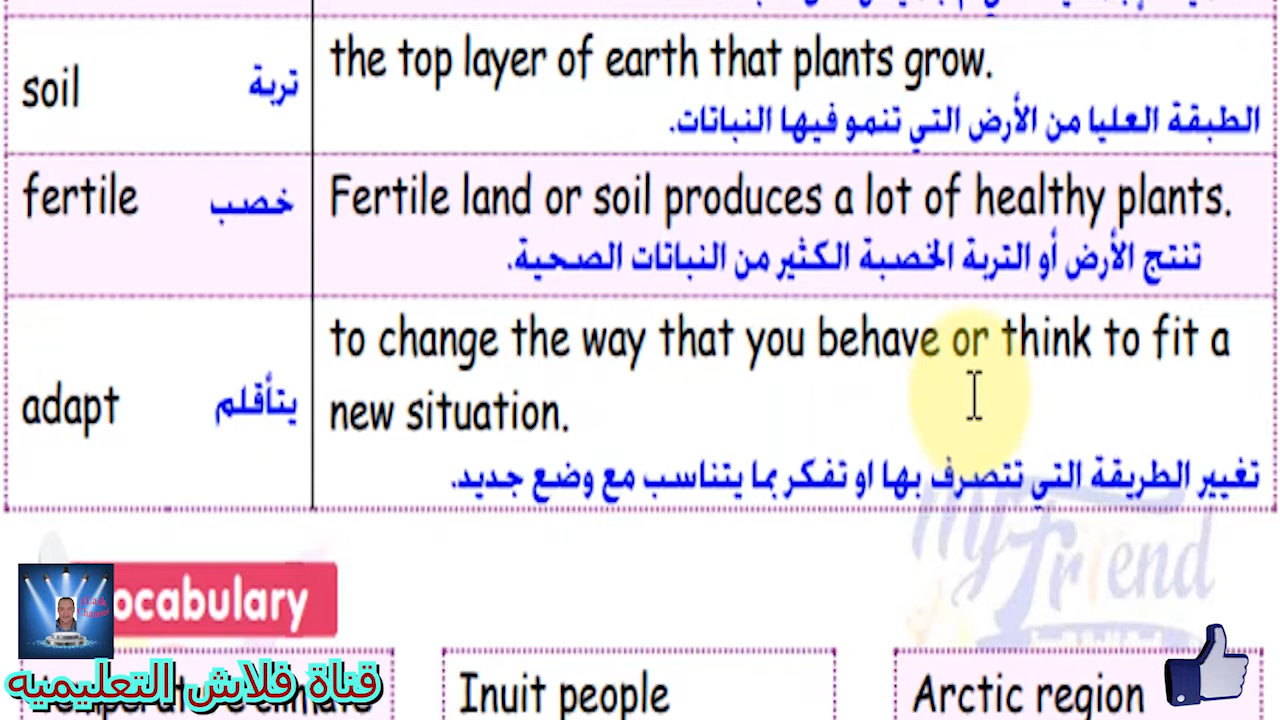 soil تربة
the top layer of earth that plants grow.
الطبقة العليا من الأرض التي تنمو فيها النباتات.
fertile خصب
Fertile land or soil produces a lot of healthy plants.
تنتج الأرض أو التربة الخصبة الكثير من النباتات الصحية.
adapt يتأقلم
to change the way that you behave or think to fit a
new situation.
تغيير الطريقة التي تتصرف بها او تفكر بما يتناسب مع وضع جديد.
My Friend
ocabulary
قناة فلاش التعليميه
Inuit people
Arctic region